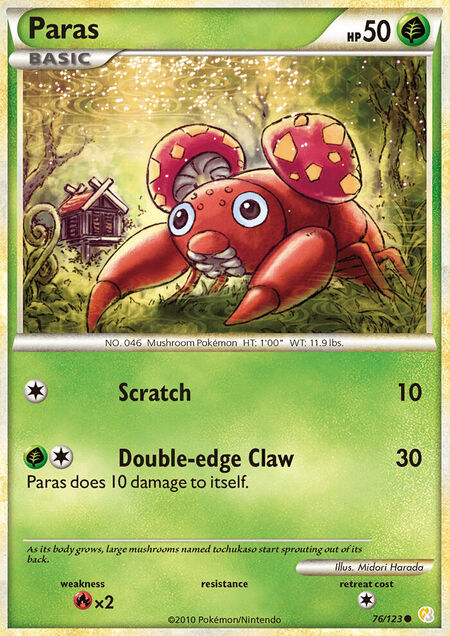 Paras
HP 50
BASIC
NO. 046 Mushroom Pokémon HT: 1'00" WT: 11.9 lbs.
Scratch 10
Double-edge Claw 30
Paras does 10 damage to itself.
As its body grows, large mushrooms named tochukaso start sprouting out of its
back.
Illus. Midori Harada
weakness resistance retreat cost
×2
76/123
©2010 Pokémon/Nintendo